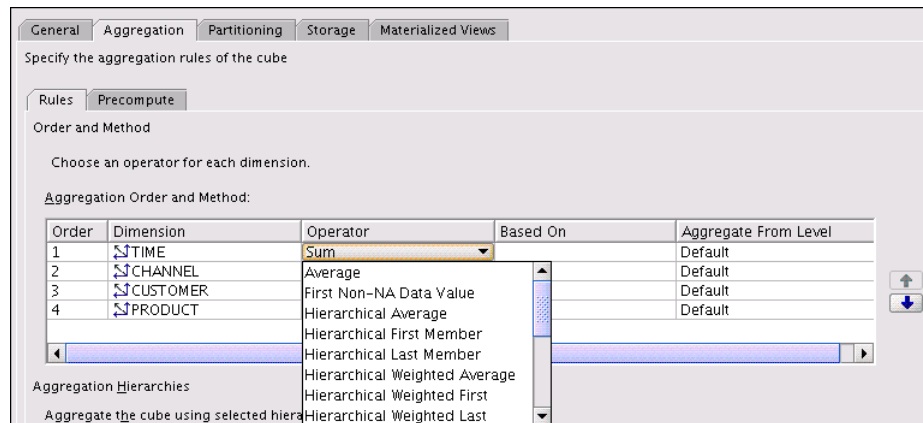 General Aggregation Partitioning Storage Materialized Views
Specify the aggregation rules of the cube
Rules Precompute
Order and Method
Choose an operator for each dimension.
Aggregation Order and Method:
Order Dimension Operator Based On Aggregate From Level
1 TIME Sum Default
2 CHANNEL Default
3 CUSTOMER Default
4 PRODUCT Default
Average
First Non-NA Data Value
Hierarchical Average
Hierarchical First Member
Hierarchical Last Member
Hierarchical Weighted Average
Hierarchical Weighted First
Hierarchical Weighted Last
Aggregation Hierarchies
Aggregate the cube using selected hiera